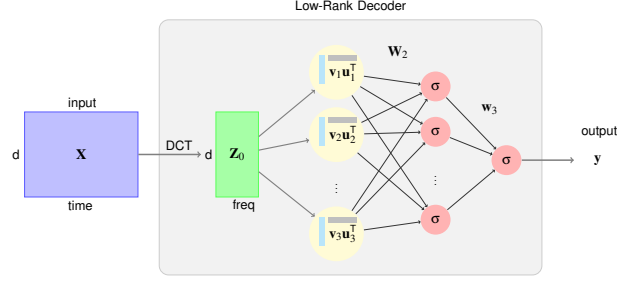 Low-Rank Decoder
input
d
X
time
DCT
d
Z₀
freq
v₁u₁ᵀ
v₂u₂ᵀ
⋮
v₃u₃ᵀ
W₂
σ
σ
⋮
σ
w₃
σ
output
y